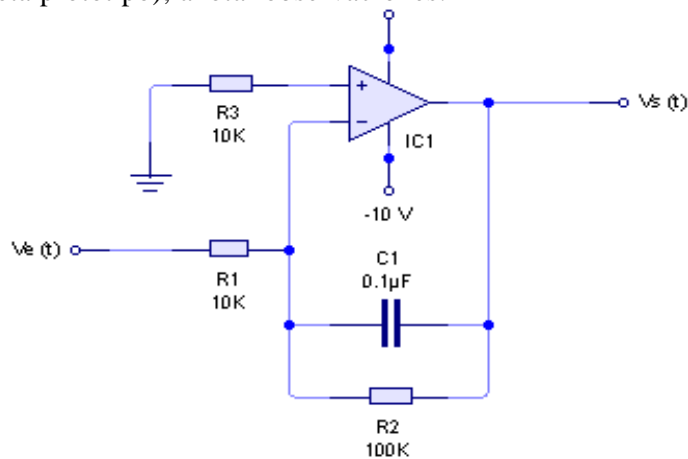 Vs (t)
R3
10K
IC1
-10 V
Ve (t)
C1
0.1µF
R1
10K
R2
100K